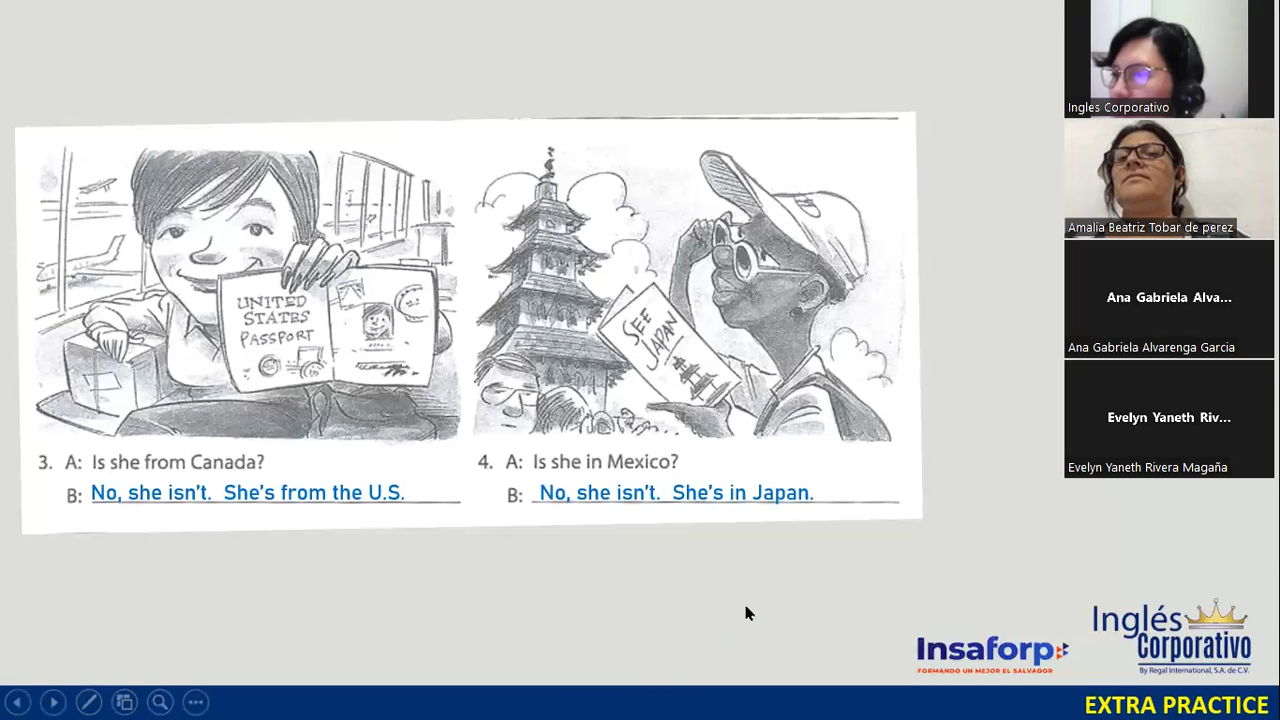 UNITED
STATES
PASSPORT
SEE
JAPAN
3. A: Is she from Canada?
B: No, she isn't. She's from the U.S.
4. A: Is she in Mexico?
B: No, she isn't. She's in Japan.
Ingles Corporativo
Amalia Beatriz Tobar de perez
Ana Gabriela Alva...
Ana Gabriela Alvarenga Garcia
Evelyn Yaneth Riv...
Evelyn Yaneth Rivera Magaña
Insaforp
FORMANDO UN MEJOR EL SALVADOR
Inglés
Corporativo
By Regal International, S.A. de C.V.
EXTRA PRACTICE